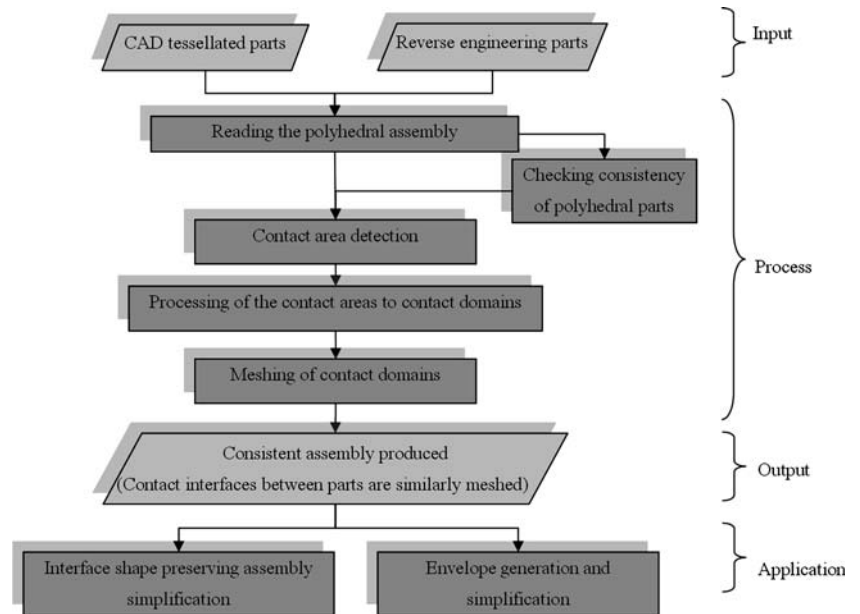 CAD tessellated parts
Reverse engineering parts
Input
Reading the polyhedral assembly
Checking consistency
of polyhedral parts
Contact area detection
Process
Processing of the contact areas to contact domains
Meshing of contact domains
Consistent assembly produced
(Contact interfaces between parts are similarly meshed)
Output
Interface shape preserving assembly
simplification
Envelope generation and
simplification
Application